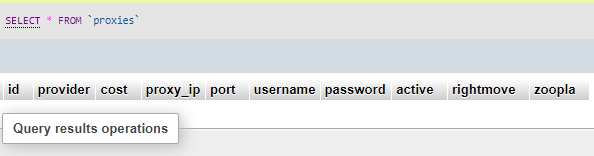 SELECT * FROM `proxies`
id provider cost proxy_ip port username password active rightmove zoopla
Query results operations